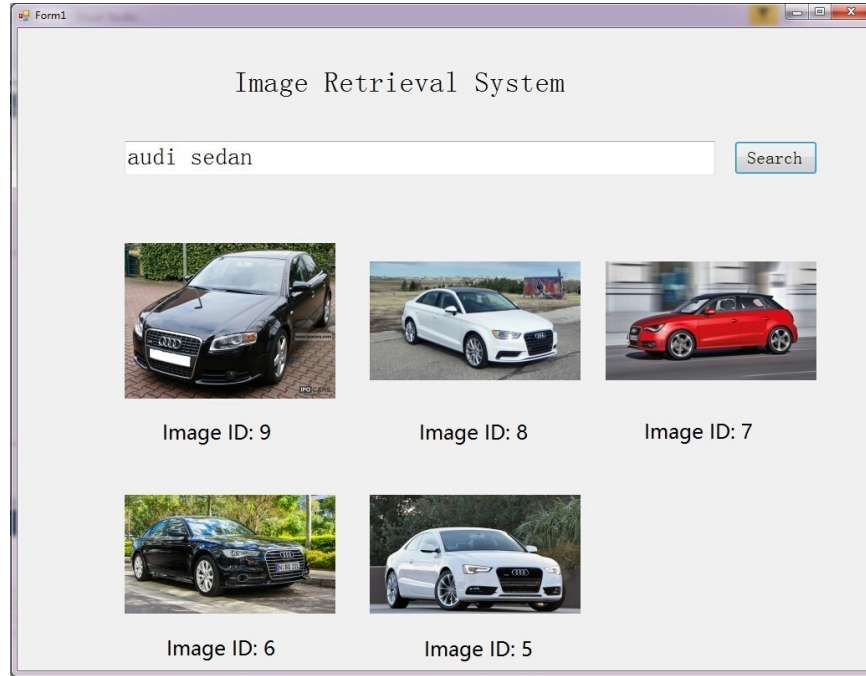 Form1
Image Retrieval System
audi sedan
Search
Image ID: 9
Image ID: 8
Image ID: 7
Image ID: 6
Image ID: 5